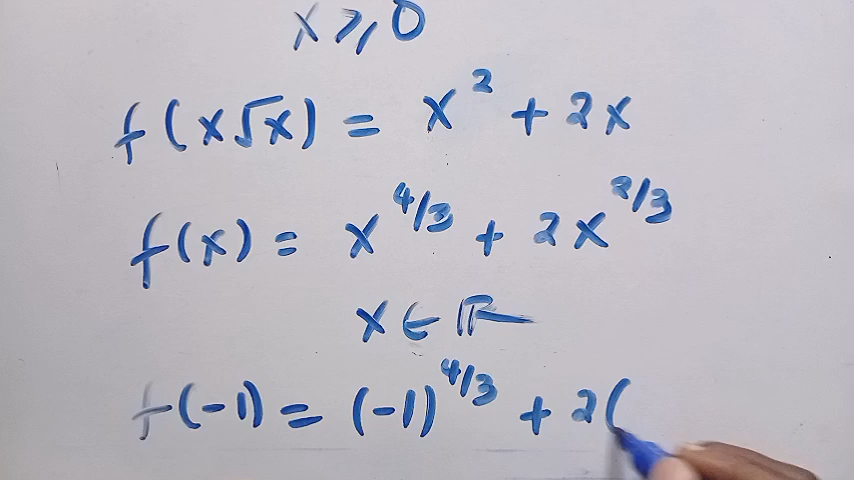 x ≥ 0
f(x√x) = x² + 2x
f(x) = x^4/3 + 2x^2/3
x ∈ ℝ
f(-1) = (-1)^4/3 + 2(